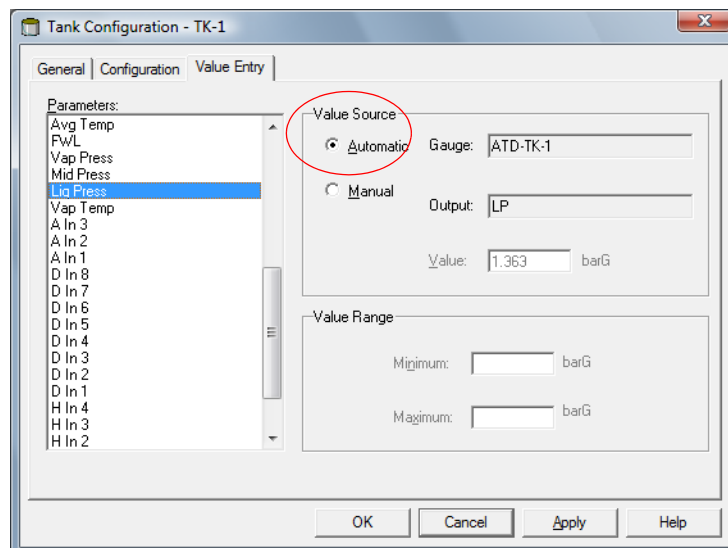 Tank Configuration - TK-1
General
Configuration
Value Entry
Parameters:
Avg Temp
FWL
Vap Press
Mid Press
Liq Press
Vap Temp
A In 3
A In 2
A In 1
D In 8
D In 7
D In 6
D In 5
D In 4
D In 3
D In 2
D In 1
H In 4
H In 3
H In 2
Value Source
Automatic
Gauge: ATD-TK-1
Manual
Output: LP
Value: 1.363 barG
Value Range
Minimum: barG
Maximum: barG
OK
Cancel
Apply
Help